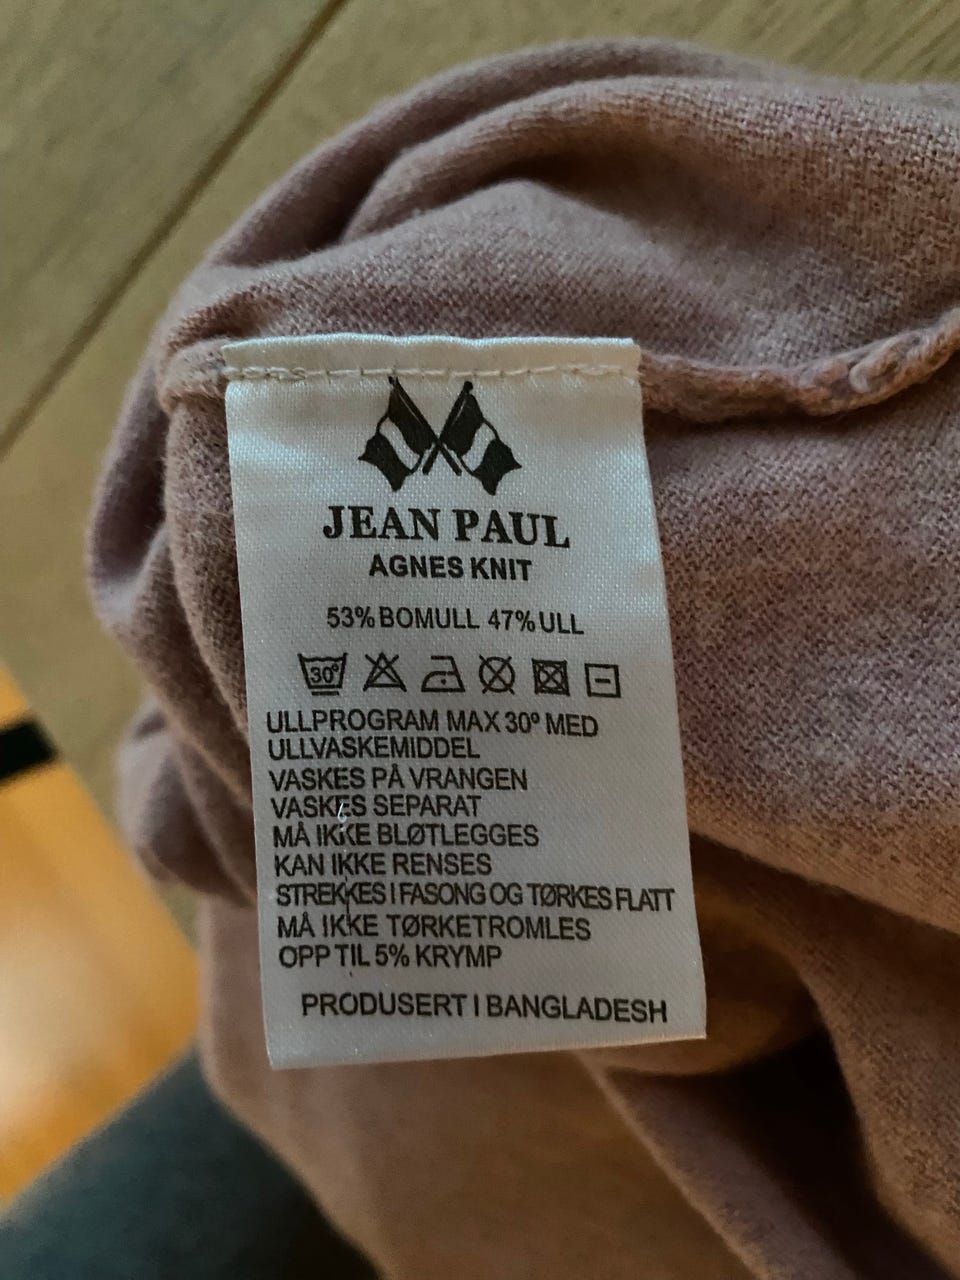 JEAN PAUL
AGNES KNIT
53% BOMULL 47% ULL
30°
ULLPROGRAM MAX 30º MED
ULLVASKEMIDDEL
VASKES PÅ VRANGEN
VASKES SEPARAT
MÅ IKKE BLØTLEGGES
KAN IKKE RENSES
STREKKES I FASONG OG TØRKES FLATT
MÅ IKKE TØRKETROMLES
OPP TIL 5% KRYMP
PRODUSERT I BANGLADESH